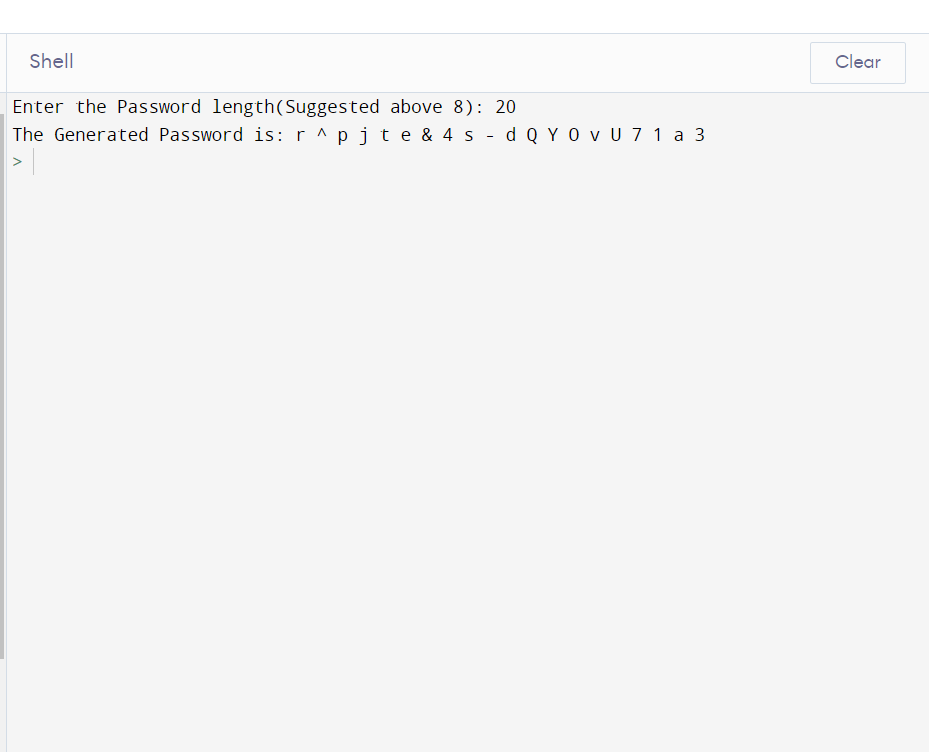 Shell
Clear
Enter the Password length(Suggested above 8): 20
The Generated Password is: r ^ p j t e & 4 s - d Q Y O v U 7 1 a 3
>